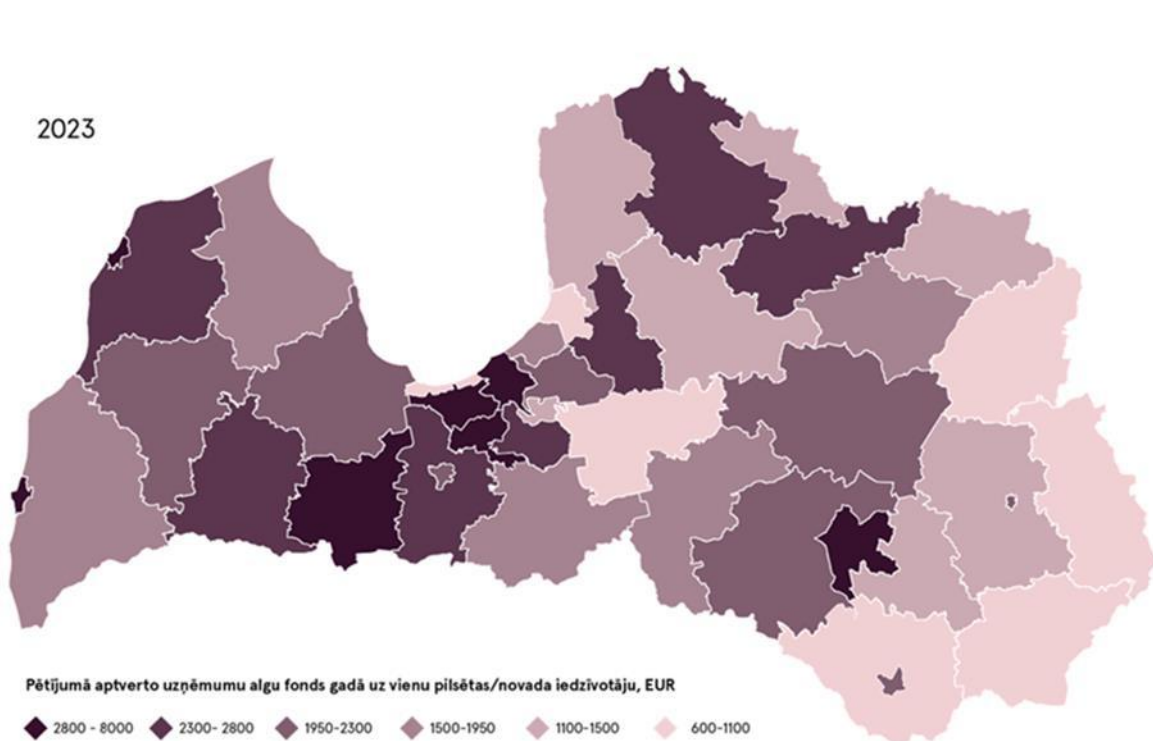 2023
Pētījumā aptverto uzņēmumu algu fonds gadā uz vienu pilsētas/novada iedzīvotāju, EUR
2800 - 8000 2300- 2800 1950-2300 1500-1950 1100-1500 600-1100